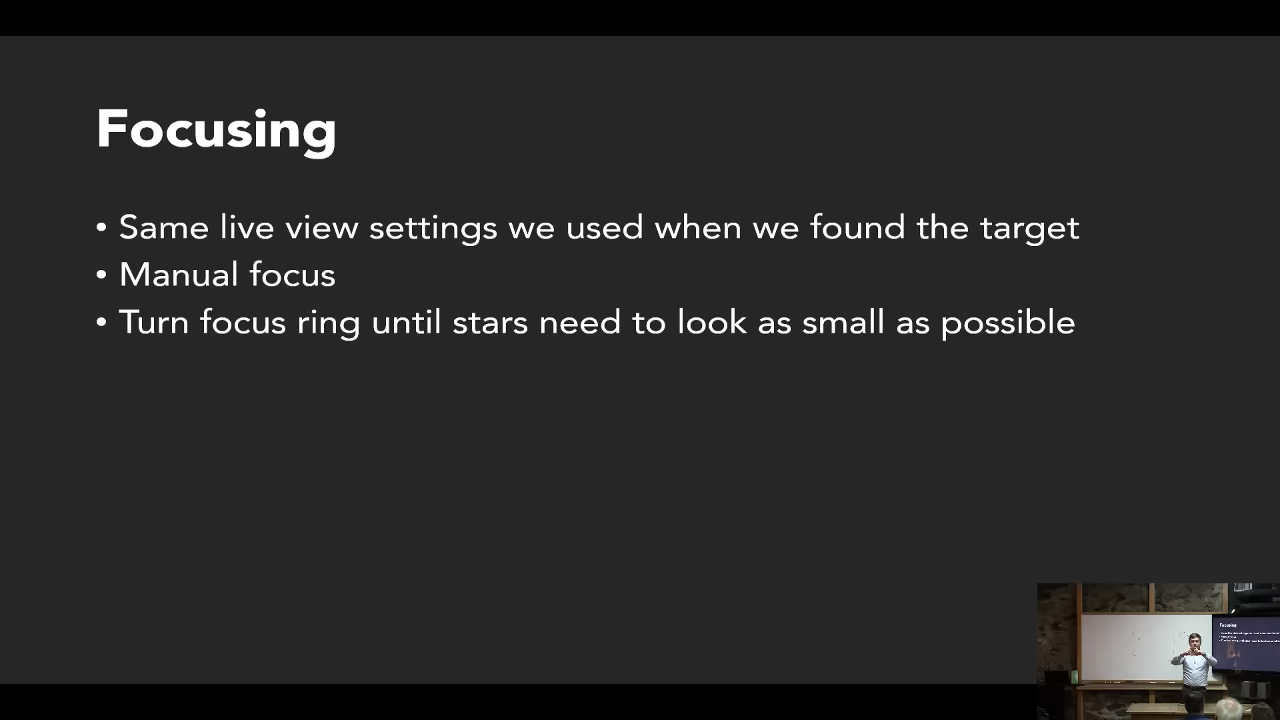 Focusing
• Same live view settings we used when we found the target
• Manual focus
• Turn focus ring until stars need to look as small as possible
Focusing